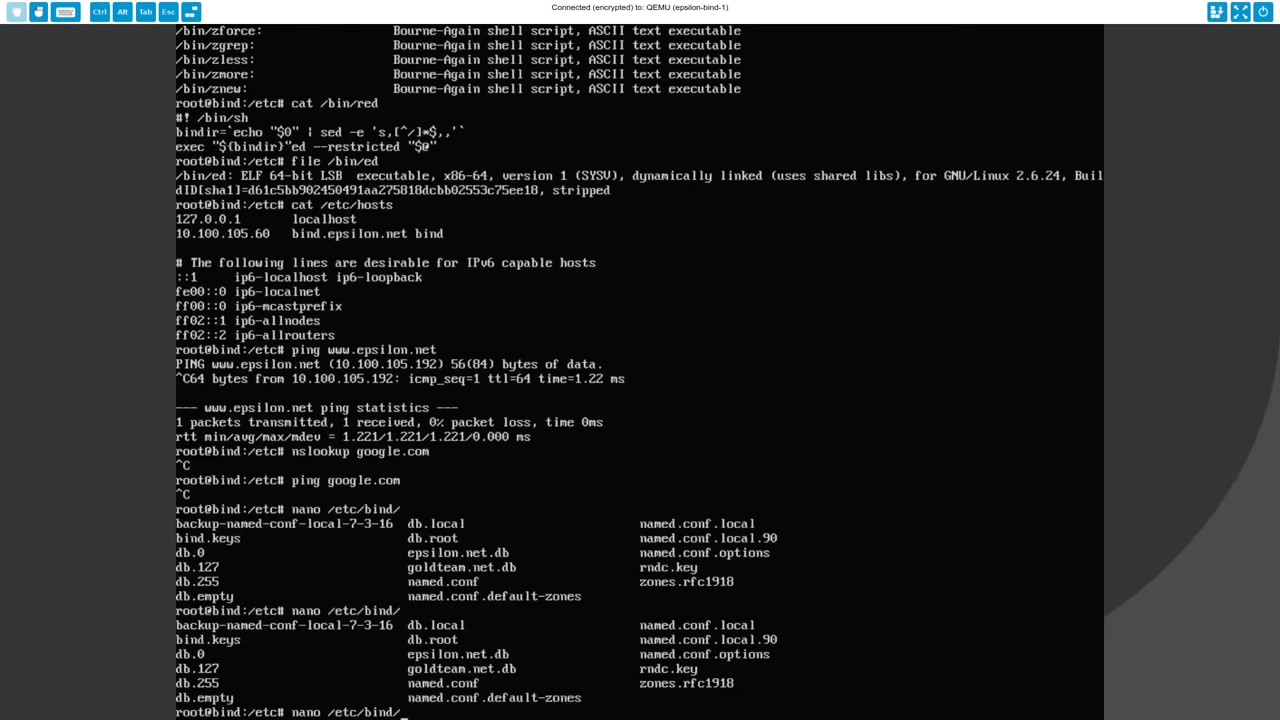 Connected (encrypted) to: QEMU (epsilon-bind-1)
Ctrl Alt Tab Esc
/bin/zforce: Bourne-Again shell script, ASCII text executable
/bin/zgrep: Bourne-Again shell script, ASCII text executable
/bin/zless: Bourne-Again shell script, ASCII text executable
/bin/zmore: Bourne-Again shell script, ASCII text executable
/bin/znew: Bourne-Again shell script, ASCII text executable
root@bind:/etc# cat /bin/red
#! /bin/sh
bindir=`echo "$0" | sed -e 's,[^/]*$,,'`
exec "${bindir}"ed --restricted "$@"
root@bind:/etc# file /bin/ed
/bin/ed: ELF 64-bit LSB  executable, x86-64, version 1 (SYSV), dynamically linked (uses shared libs), for GNU/Linux 2.6.24, Buil
dID[sha1]=d61c5bb902450491aa275818dcbb02553c75ee18, stripped
root@bind:/etc# cat /etc/hosts
127.0.0.1 localhost
10.100.105.60 bind.epsilon.net bind
# The following lines are desirable for IPv6 capable hosts
::1 ip6-localhost ip6-loopback
fe00::0 ip6-localnet
ff00::0 ip6-mcastprefix
ff02::1 ip6-allnodes
ff02::2 ip6-allrouters
root@bind:/etc# ping www.epsilon.net
PING www.epsilon.net (10.100.105.192) 56(84) bytes of data.
^C64 bytes from 10.100.105.192: icmp_seq=1 ttl=64 time=1.22 ms
--- www.epsilon.net ping statistics ---
1 packets transmitted, 1 received, 0% packet loss, time 0ms
rtt min/avg/max/mdev = 1.221/1.221/1.221/0.000 ms
root@bind:/etc# nslookup google.com
^C
root@bind:/etc# ping google.com
^C
root@bind:/etc# nano /etc/bind/
backup-named-conf-local-7-3-16 db.local named.conf.local
bind.keys db.root named.conf.local.90
db.0 epsilon.net.db named.conf.options
db.127 goldteam.net.db rndc.key
db.255 named.conf zones.rfc1918
db.empty named.conf.default-zones
root@bind:/etc# nano /etc/bind/
backup-named-conf-local-7-3-16 db.local named.conf.local
bind.keys db.root named.conf.local.90
db.0 epsilon.net.db named.conf.options
db.127 goldteam.net.db rndc.key
db.255 named.conf zones.rfc1918
db.empty named.conf.default-zones
root@bind:/etc# nano /etc/bind/_